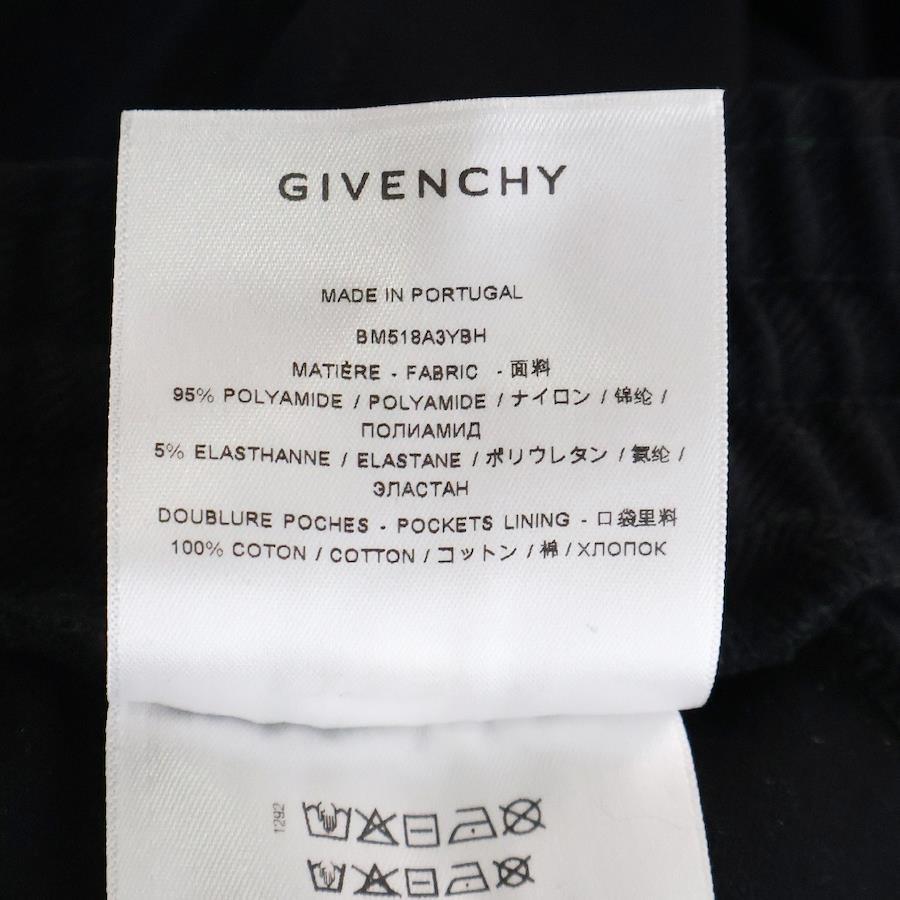 GIVENCHY
MADE IN PORTUGAL
BM518A3YBH
MATIÈRE - FABRIC - 面料
95% POLYAMIDE / POLYAMIDE / ナイロン / 锦纶 /
ПОЛИАМИД
5% ELASTHANNE / ELASTANE / ポリウレタン / 氨纶 /
ЭЛАСТАН
DOUBLURE POCHES - POCKETS LINING - 口袋里料
100% COTON / COTTON / コットン / 棉 / ХЛОПОК
1292